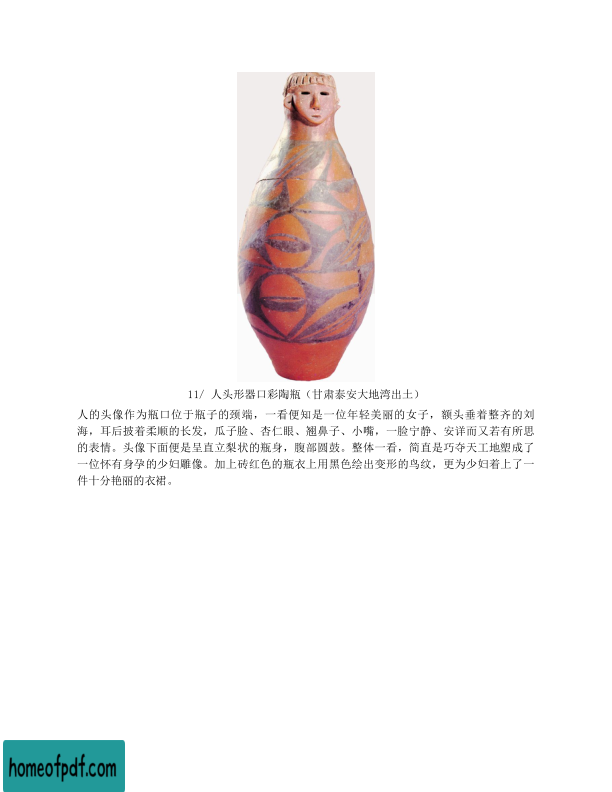 11/ 人头形器口彩陶瓶（甘肃泰安大地湾出土）
人的头像作为瓶口位于瓶子的颈端，一看便知是一位年轻美丽的女子，额头垂着整齐的刘
海，耳后披着柔顺的长发，瓜子脸、杏仁眼、翘鼻子、小嘴，一脸宁静、安详而又若有所思
的表情。头像下面便是呈直立梨状的瓶身，腹部圆鼓。整体一看，简直是巧夺天工地塑成了
一位怀有身孕的少妇雕像。加上砖红色的瓶衣上用黑色绘出变形的鸟纹，更为少妇着上了一
件十分艳丽的衣裙。
homeofpdf.com